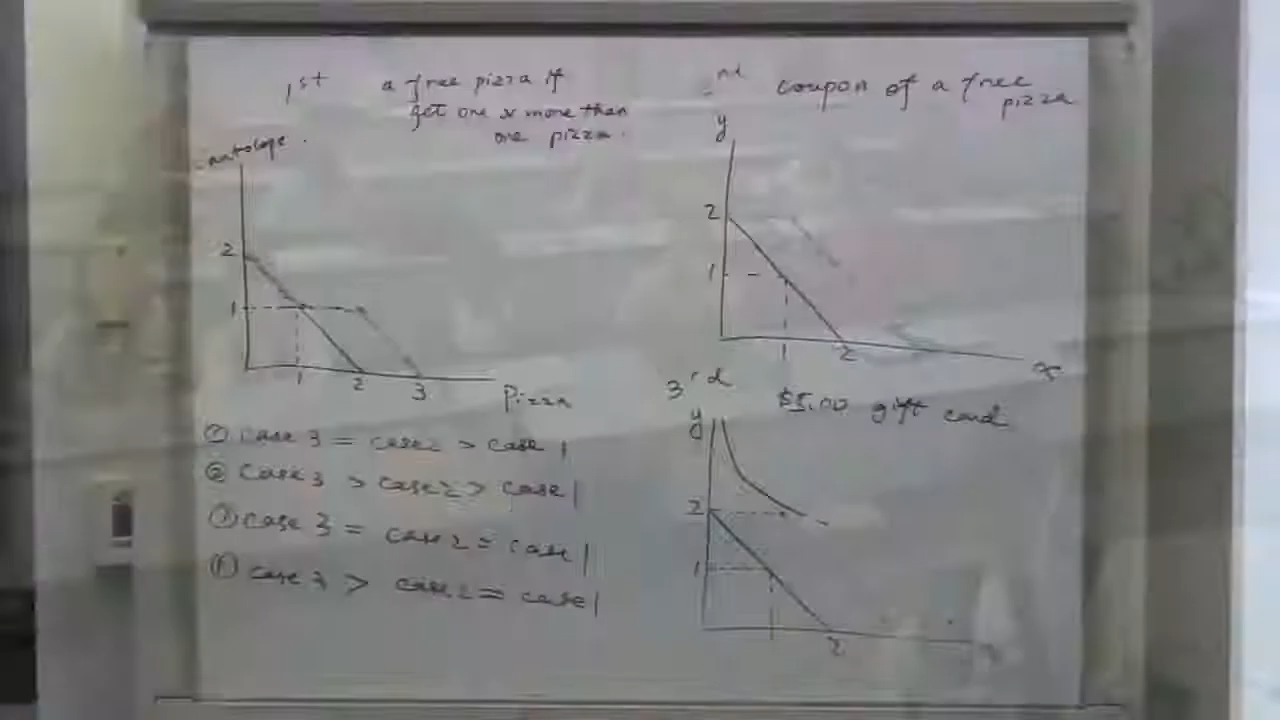 1st a free pizza if
get one or more than
one pizza.
2
1
1 2 3
Pizza
① case 3 = case 2 > case 1
② case 3 > case 2 > case 1
③ case 3 = case 2 = case 1
④ case 3 > case 2 = case 1
nd coupon of a free
pizza
y
2
1
1 2
x
3rd $5.00 gift card
y
2
1
2